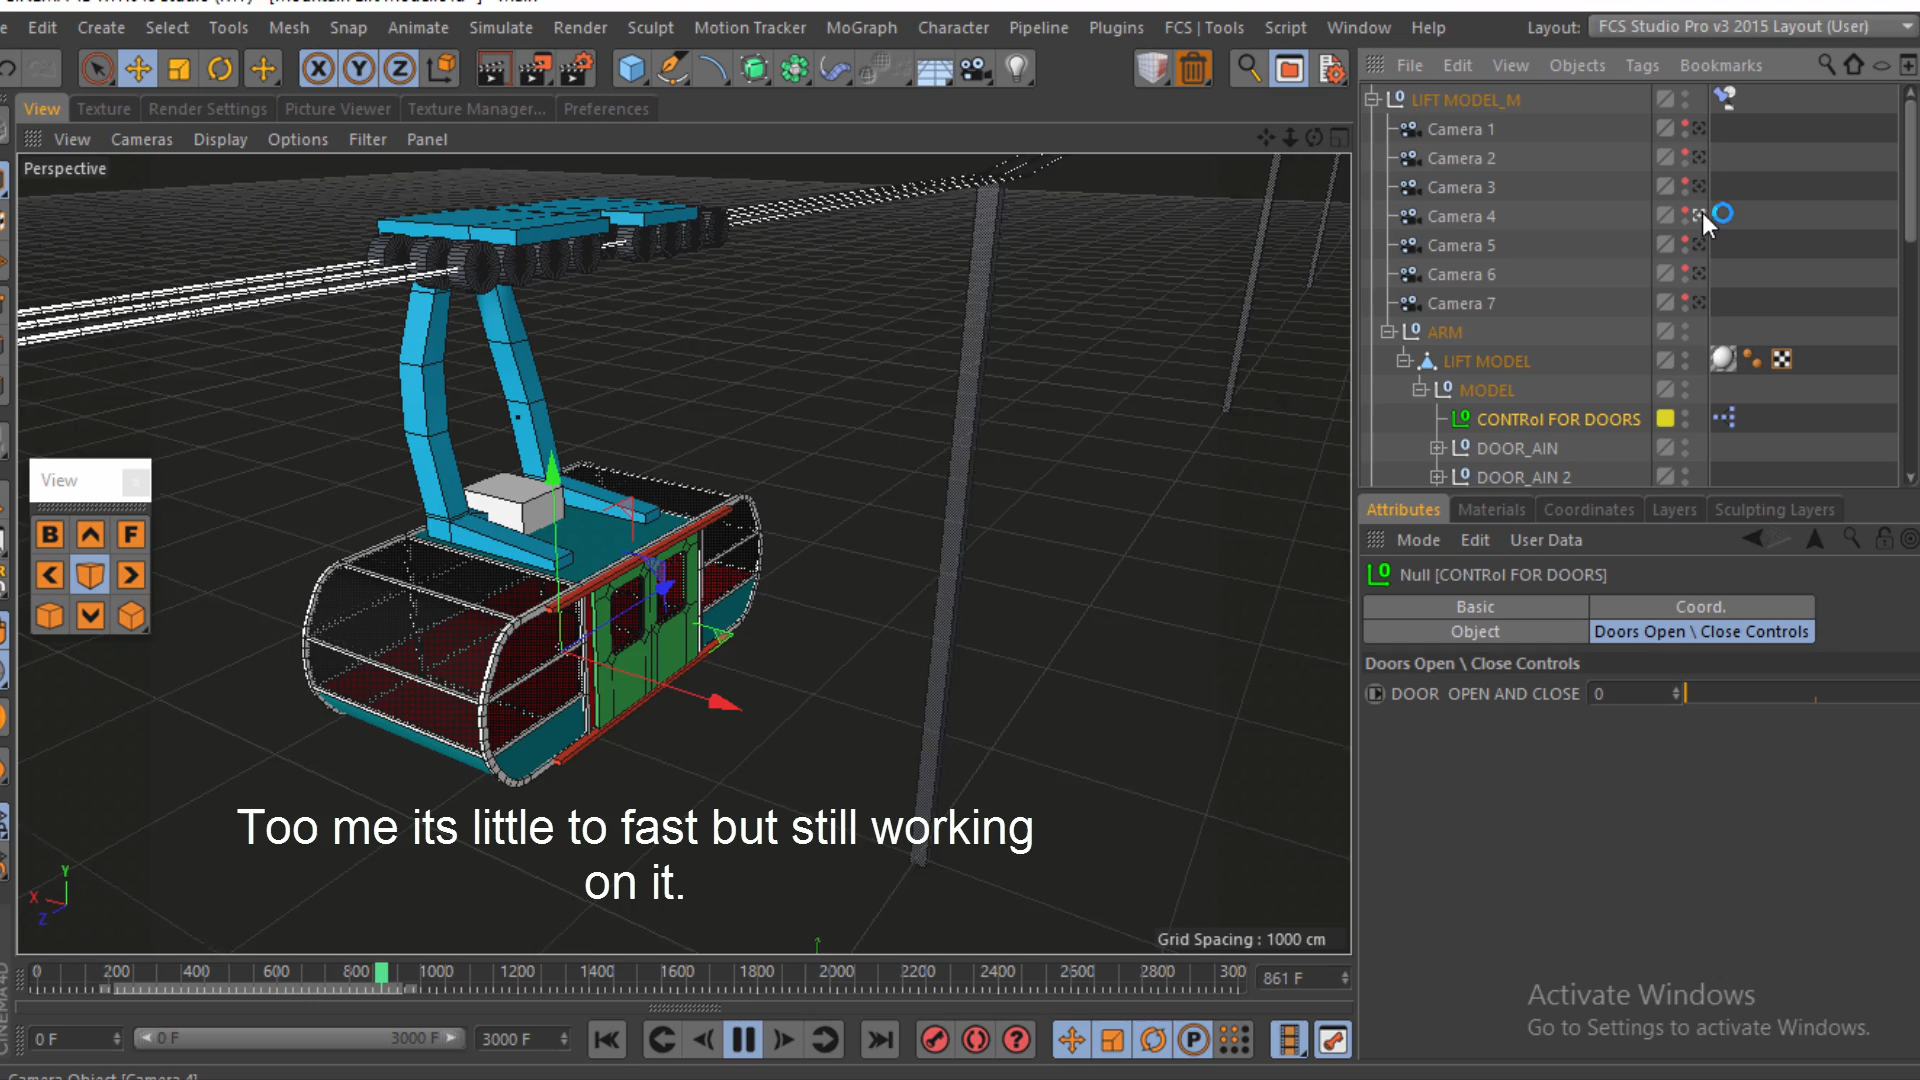 Edit Create Select Tools Mesh Snap Animate Simulate Render Sculpt Motion Tracker MoGraph Character Pipeline Plugins FCS | Tools Script Window Help Layout: FCS Studio Pro v3 2015 Layout (User)
File Edit View Objects Tags Bookmarks
View Texture Render Settings Picture Viewer Texture Manager... Preferences
View Cameras Display Options Filter Panel
Perspective
LIFT MODEL_M
Camera 1
Camera 2
Camera 3
Camera 4
Camera 5
Camera 6
Camera 7
ARM
LIFT MODEL
MODEL
CONTRol FOR DOORS
DOOR_AIN
DOOR_AIN 2
View
B F
Attributes Materials Coordinates Layers Sculpting Layers
Mode Edit User Data
Null [CONTRol FOR DOORS]
Basic Coord.
Object Doors Open \ Close Controls
Doors Open \ Close Controls
DOOR OPEN AND CLOSE 0
Too me its little to fast but still working
on it.
Y
X
Z
Grid Spacing : 1000 cm
0 200 400 600 800 1000 1200 1400 1600 1800 2000 2200 2400 2600 2800 300 861 F
0 F 0 F 3000 F 3000 F
P
Activate Windows
Go to Settings to activate Windows.
CINEMA 4D